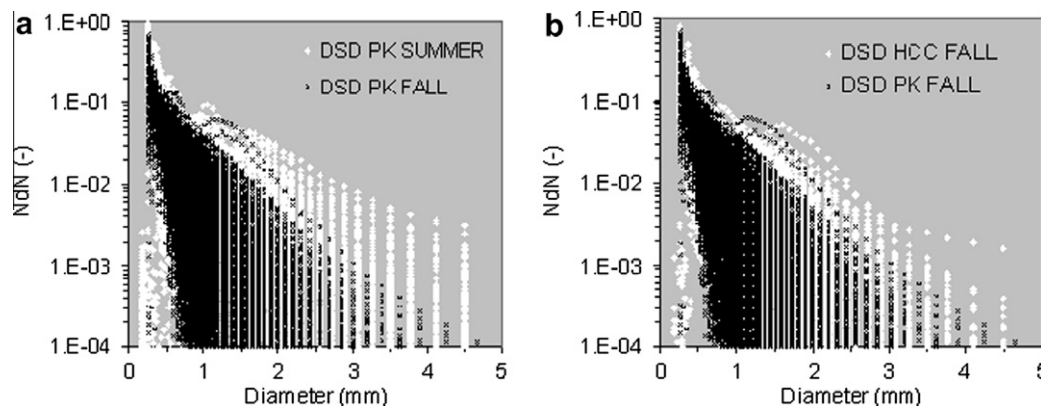 a
DSD PK SUMMER
DSD PK FALL
1.E+00
1.E-01
1.E-02
1.E-03
1.E-04
NdN (-)
0 1 2 3 4 5
Diameter (mm)
b
DSD HCC FALL
DSD PK FALL
1.E+00
1.E-01
1.E-02
1.E-03
1.E-04
NdN (-)
0 1 2 3 4 5
Diameter (mm)